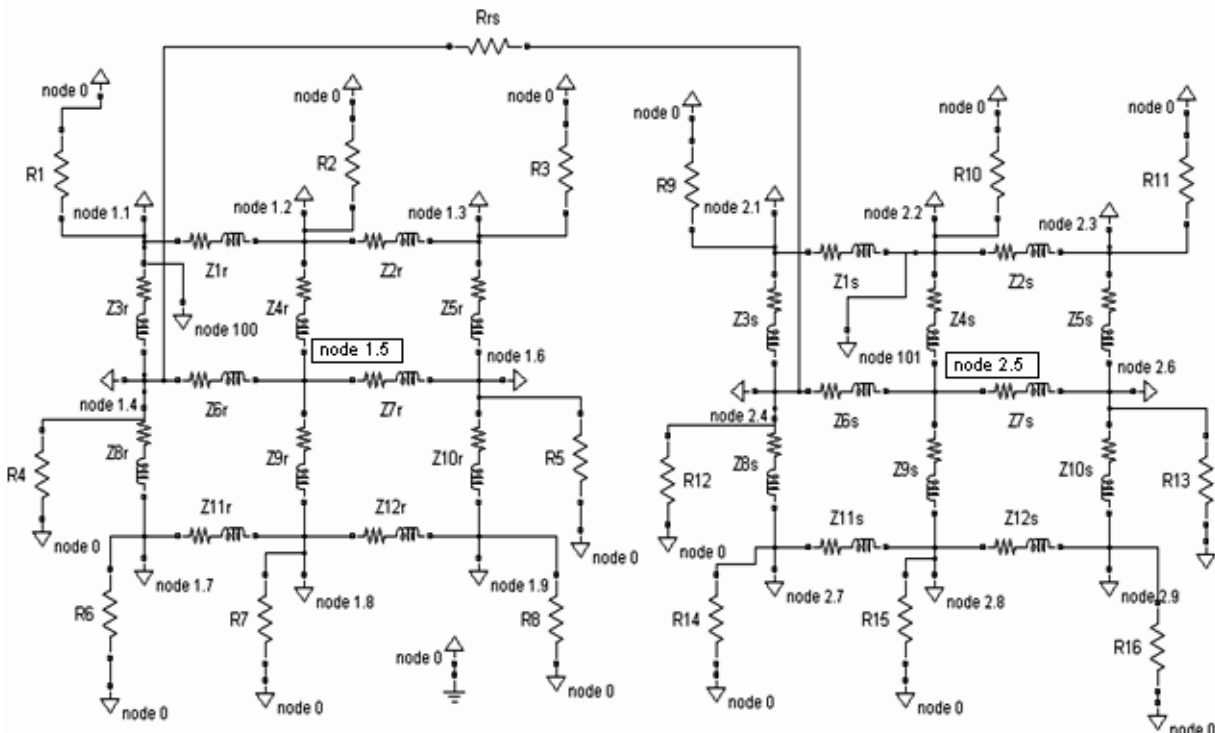 Rrs
node 0
node 0
node 0
node 0
node 0
node 0
R1
R2
R3
R9
R10
R11
node 1.1
node 1.2
node 1.3
node 2.1
node 2.2
node 2.3
Z1r
Z2r
Z1s
Z2s
Z3r
Z4r
Z5r
Z3s
Z4s
Z5s
node 100
node 101
node 1.5
node 1.6
node 2.5
node 2.6
node 1.4
Z6r
Z7r
node 2.4
Z6s
Z7s
R4
Z8r
Z9r
Z10r
R5
R12
Z8s
Z9s
Z10s
R13
Z11r
Z12r
Z11s
Z12s
node 0
node 0
node 0
node 1.7
node 1.8
node 1.9
node 2.7
node 2.8
node 2.9
R6
R7
R8
R14
R15
R16
node 0
node 0
node 0
node 0
node 0
node 0
node 0